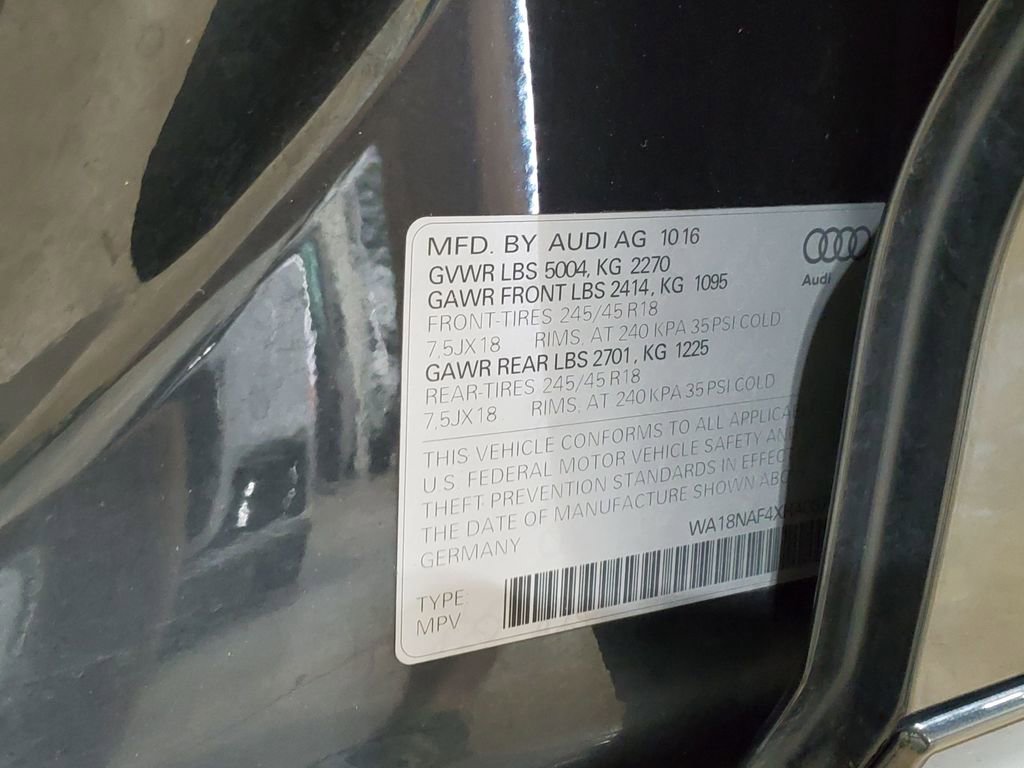 MFD. BY AUDI AG 10 16
GVWR LBS 5004, KG 2270
GAWR FRONT LBS 2414, KG 1095
FRONT-TIRES 245/45 R18
7,5JX18 RIMS, AT 240 KPA 35 PSI COLD
GAWR REAR LBS 2701, KG 1225
REAR-TIRES 245/45 R18
7,5JX18 RIMS, AT 240 KPA 35 PSI COLD
Audi
THIS VEHICLE CONFORMS TO ALL
U.S. FEDERAL MOTOR VEHICLE SAFETY
THEFT PREVENTION STANDARDS IN
THE DATE OF MANUFACTURE SHOWN
GERMANY
TYPE:
MPV